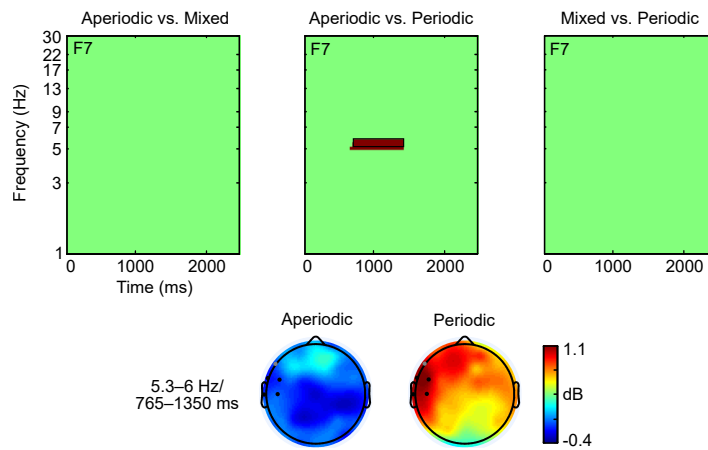 Aperiodic vs. Mixed
Aperiodic vs. Periodic
Mixed vs. Periodic
Frequency (Hz)
30
22
17
13
9
7
5
3
1
F7
F7
F7
0 1000 2000
0 1000 2000
0 1000 2000
Time (ms)
Aperiodic
Periodic
5.3–6 Hz/
765–1350 ms
1.1
dB
-0.4